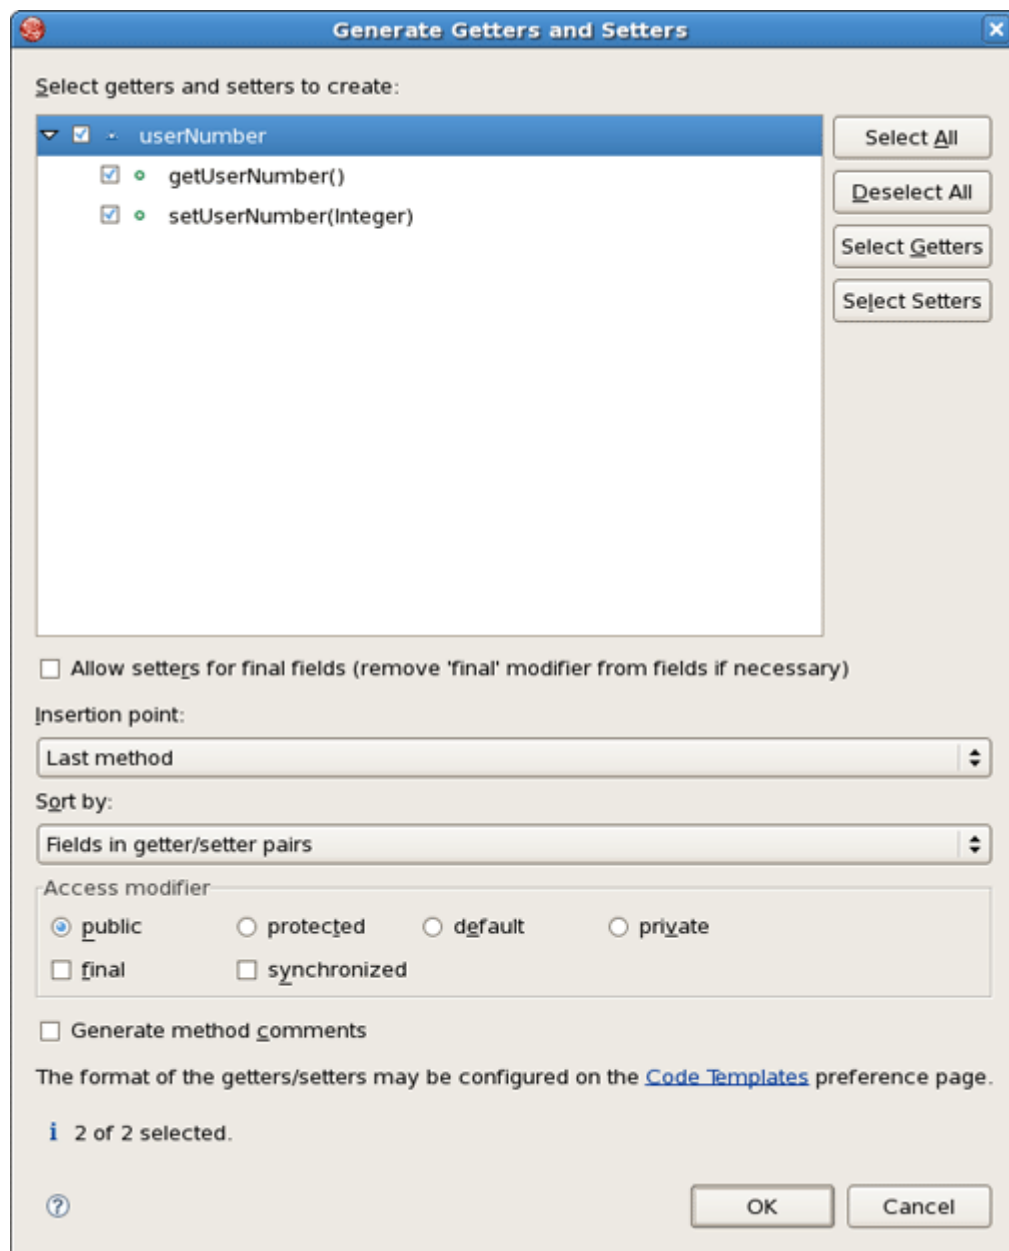 Generate Getters and Setters
Select getters and setters to create:
userNumber
getUserNumber()
setUserNumber(Integer)
Select All
Deselect All
Select Getters
Select Setters
Allow setters for final fields (remove 'final' modifier from fields if necessary)
Insertion point:
Last method
Sort by:
Fields in getter/setter pairs
Access modifier
public protected default private
final synchronized
Generate method comments
The format of the getters/setters may be configured on the Code Templates preference page.
2 of 2 selected.
OK Cancel